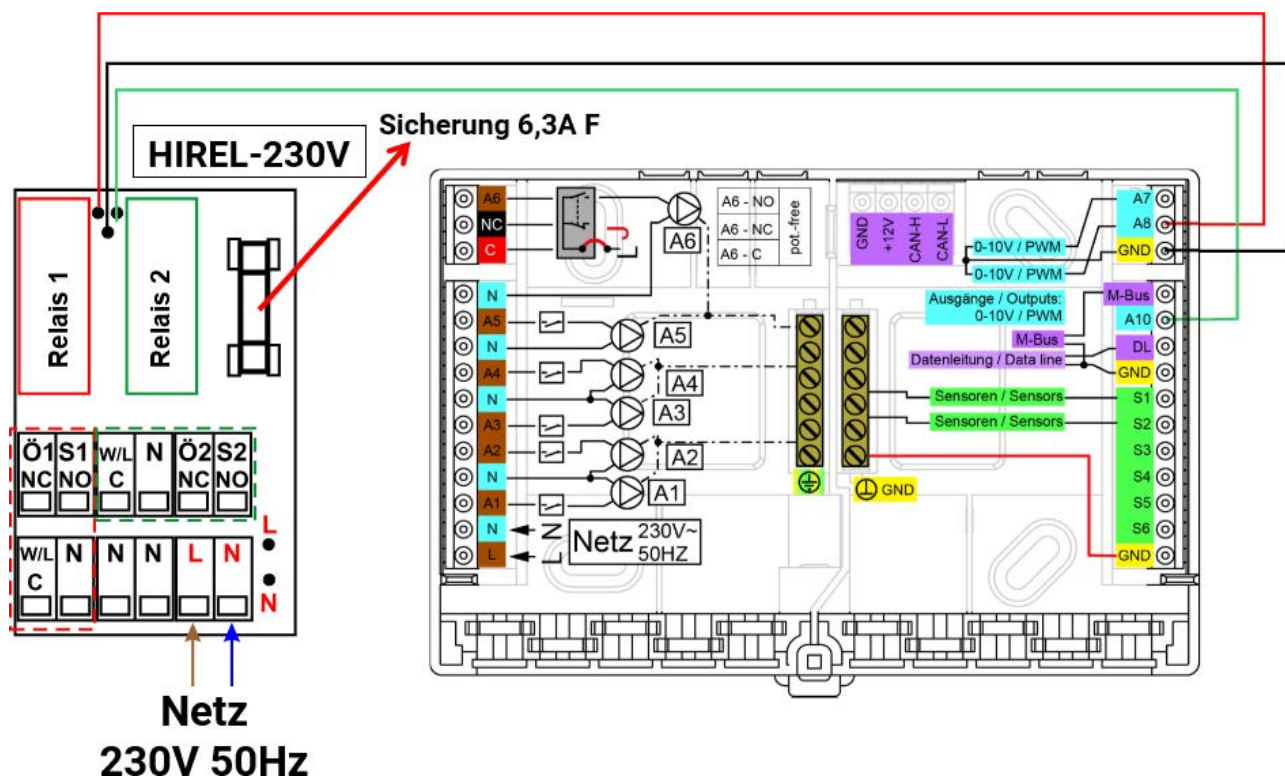 Sicherung 6,3A F
HIREL-230V
Relais 1
Relais 2
Ö1 S1 W/L N Ö2 S2
NC NO C NC NO
L
W/L N N N L N
C
N
Netz
230V 50Hz
A6
NC
C
N
A5
N
A4
N
A3
A2
N
A1
N
L
A6
A5
A4
A3
A2
A1
L
N
L
Netz 230V~
50HZ
A6 - NO
A6 - NC
A6 - C
pot.-free
GND
+12V
CAN-H
CAN-L
0-10V / PWM
0-10V / PWM
Ausgänge / Outputs:
0-10V / PWM
M-Bus
Datenleitung / Data line
Sensoren / Sensors
Sensoren / Sensors
GND
A7
A8
GND
M-Bus
A10
DL
GND
S1
S2
S3
S4
S5
S6
GND